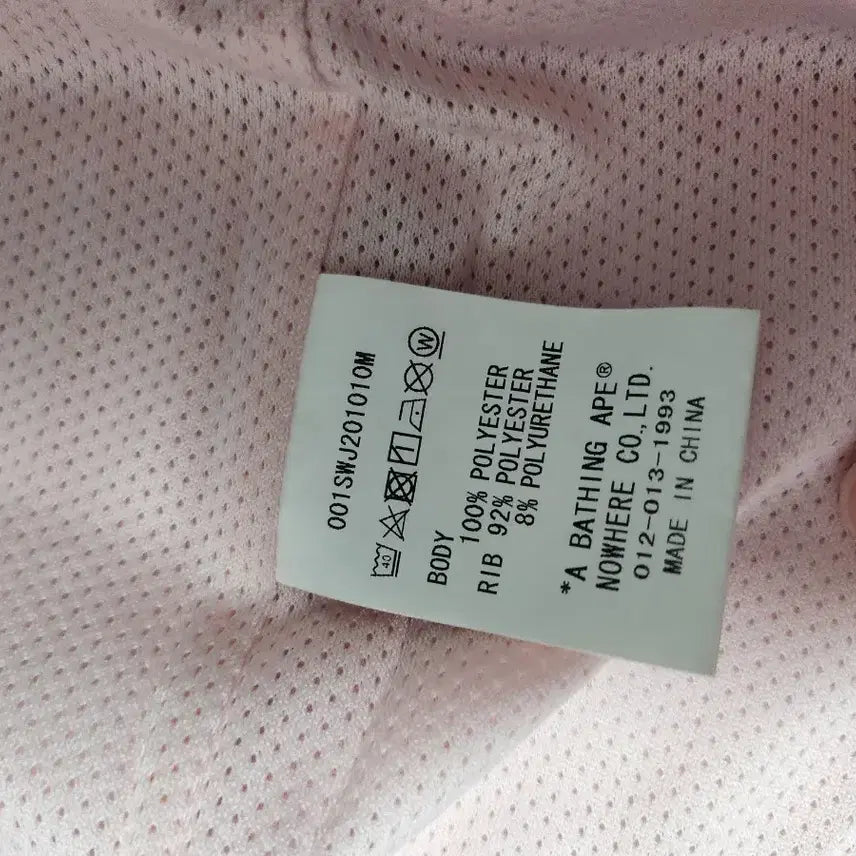 001SWJ201010M
40 W
BODY
100% POLYESTER
RIB 92% POLYESTER
8% POLYURETHANE
*A BATHING APE®
NOWHERE CO.,LTD.
012-013-1993
MADE IN CHINA